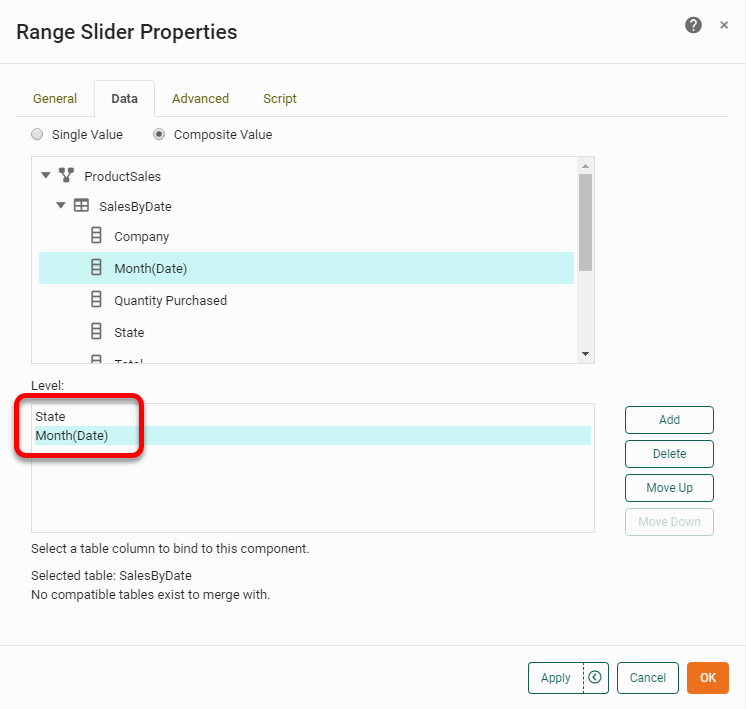 Range Slider Properties
General Data Advanced Script
Single Value Composite Value
ProductSales
SalesByDate
Company
Month(Date)
Quantity Purchased
State
Total
Level:
State
Month(Date)
Add
Delete
Move Up
Move Down
Select a table column to bind to this component.
Selected table: SalesByDate
No compatible tables exist to merge with.
Apply Cancel OK